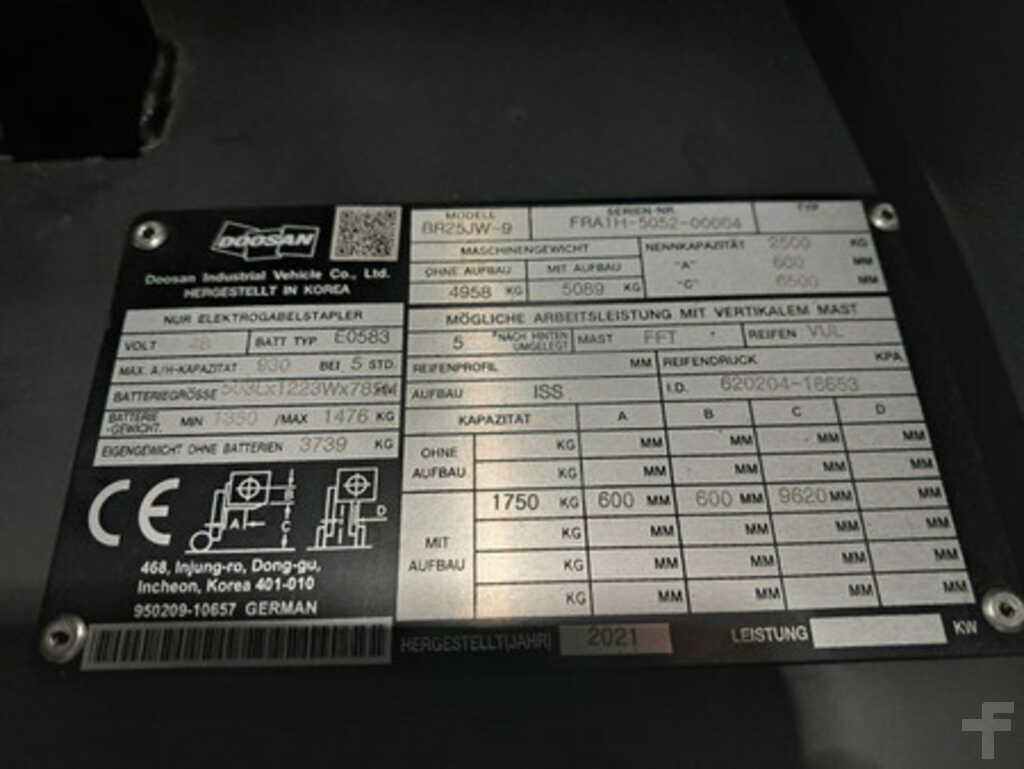 DOOSAN
Doosan Industrial Vehicle Co., Ltd.
HERGESTELLT IN KOREA
NUR ELEKTROGABELSTAPLER
VOLT 48 BATT TYP E0583
MAX. A/H-KAPAZITÄT 930 BEI 5 STD.
BATTERIEGRÖSSE
BATTERIE -GEWICHT. MIN 1350 /MAX 1476 KG
EIGENGEWICHT OHNE BATTERIEN 3739 KG
CE
A B C D
468, Injung-ro, Dong-gu,
Incheon, Korea 401-010
950209-10657 GERMAN
MODELL SERIEN-NR. TYP
BR25JW-9 FRA1H-5052-00004
MASCHINENGEWICHT NENNKAPAZITÄT 2500 KG
OHNE AUFBAU MIT AUFBAU "A" 600 MM
4958 KG 5089 KG "C" 6500 MM
MÖGLICHE ARBEITSLEISTUNG MIT VERTIKALEM MAST
5 °NACH HINTEN UMGELEGT MAST FFT REIFEN VUL
REIFENPROFIL MM REIFENDRUCK KPA
AUFBAU ISS I.D. 620204-18653
KAPAZITÄT A B C D
OHNE AUFBAU KG MM MM MM MM
KG MM MM MM MM
MIT AUFBAU 1750 KG 600 MM 600 MM 9620 MM MM
KG MM MM MM MM
KG MM MM MM MM
KG MM MM MM MM
HERGESTELLT(JAHR) 2021 LEISTUNG KW